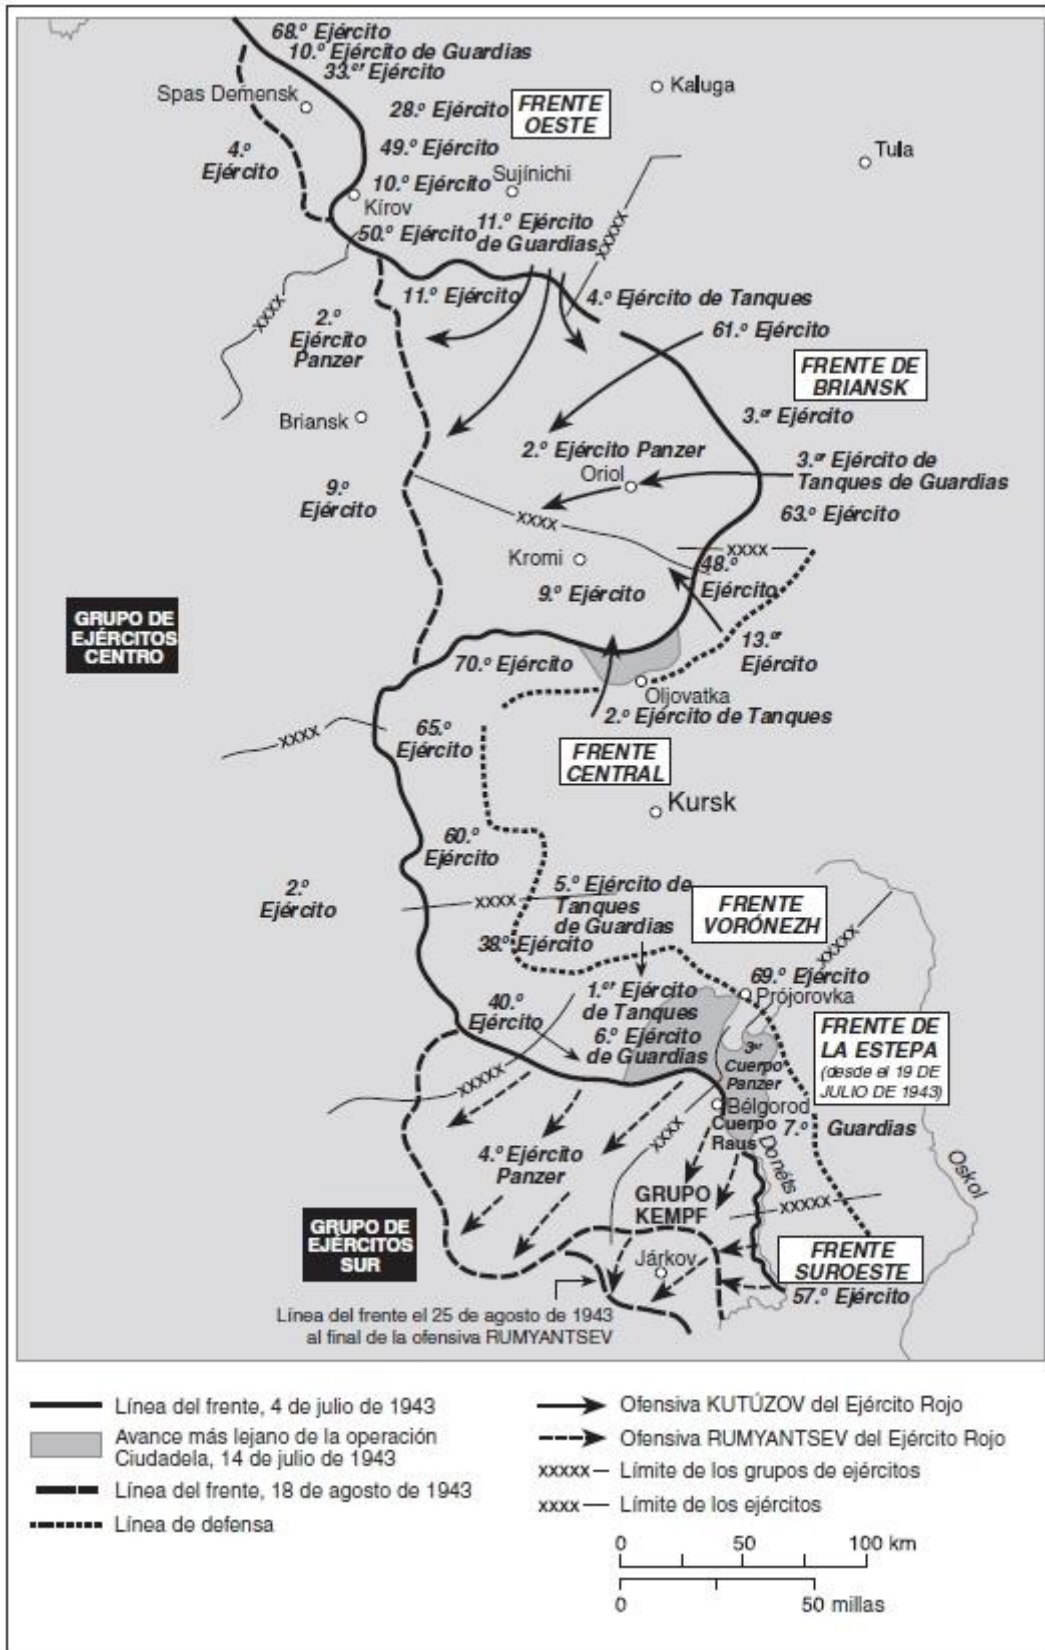 68.º Ejército
10.º Ejército de Guardias
33.er Ejército
Spas Demensk
28.º Ejército
FRENTE
OESTE
Kaluga
4.º
Ejército
49.º Ejército
Tula
10.º Ejército
Sujínichi
Kírov
50.º Ejército
11.º Ejército
de Guardias
xxxxx
xxxx
11.º Ejército
4.º Ejército de Tanques
2.º
Ejército
Panzer
61.º Ejército
FRENTE DE
BRIANSK
Briansk
3.er Ejército
2.º Ejército Panzer
Oriol
3.er Ejército de
Tanques de Guardias
9.º
Ejército
63.º Ejército
xxxx
xxxx
Kromi
48.º
Ejército
9.º Ejército
GRUPO DE
EJÉRCITOS
CENTRO
13.er
Ejército
70.º Ejército
Oljovatka
2.º Ejército de Tanques
xxxx
65.º
Ejército
FRENTE
CENTRAL
Kursk
60.º
Ejército
2.º
Ejército
xxxx
5.º Ejército de
Tanques
de Guardias
FRENTE
VORÓNEZH
38.º Ejército
xxxxx
69.º Ejército
Prójorovka
40.º
Ejército
1.er Ejército
de Tanques
6.º Ejército
de Guardias
FRENTE DE
LA ESTEPA
(desde el 19 DE
JULIO DE 1943)
3er
Cuerpo
Panzer
xxxxx
Bélgorod
Cuerpo
Raus
7.º Guardias
xxxx
4.º Ejército
Panzer
Donéts
Oskol
GRUPO
KEMPF
xxxxx
GRUPO DE
EJÉRCITOS
SUR
Járkov
FRENTE
SUROESTE
57.º Ejército
Línea del frente el 25 de agosto de 1943
al final de la ofensiva RUMYANTSEV
Línea del frente, 4 de julio de 1943
Avance más lejano de la operación
Ciudadela, 14 de julio de 1943
Línea del frente, 18 de agosto de 1943
Línea de defensa
Ofensiva KUTÚZOV del Ejército Rojo
Ofensiva RUMYANTSEV del Ejército Rojo
xxxxx Límite de los grupos de ejércitos
xxxx Límite de los ejércitos
0 50 100 km
0 50 millas